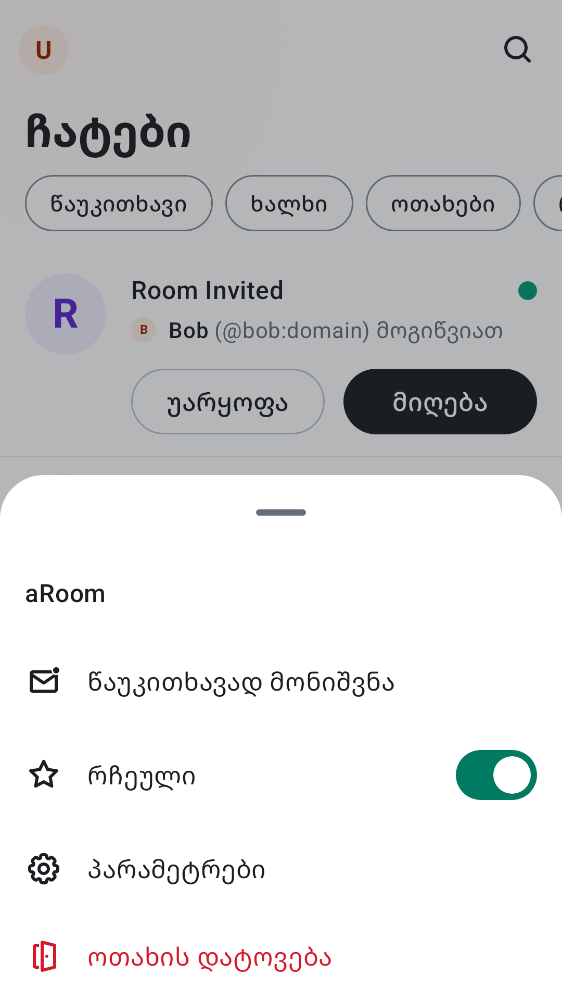 U
ჩატები
წაუკითხავი
ხალხი
ოთახები
R
Room Invited
B Bob (@bob:domain) მოგიწვიათ
უარყოფა
მიღება
aRoom
წაუკითხავად მონიშვნა
რჩეული
პარამეტრები
ოთახის დატოვება